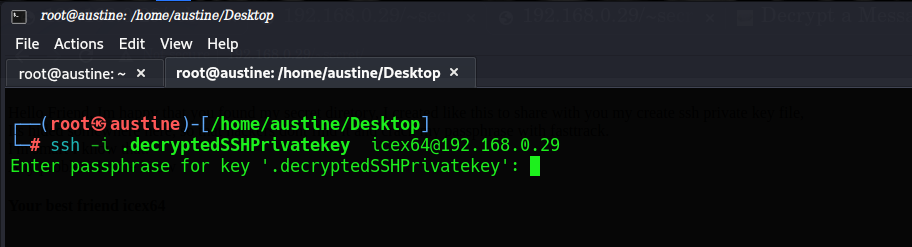 root@austine: /home/austine/Desktop
File Actions Edit View Help
root@austine: ~ × root@austine: /home/austine/Desktop ×
┌──(root㉿austine)-[/home/austine/Desktop]
└─# ssh -i .decryptedSSHPrivatekey icex64@192.168.0.29
Enter passphrase for key '.decryptedSSHPrivatekey':
Your best friend icex64